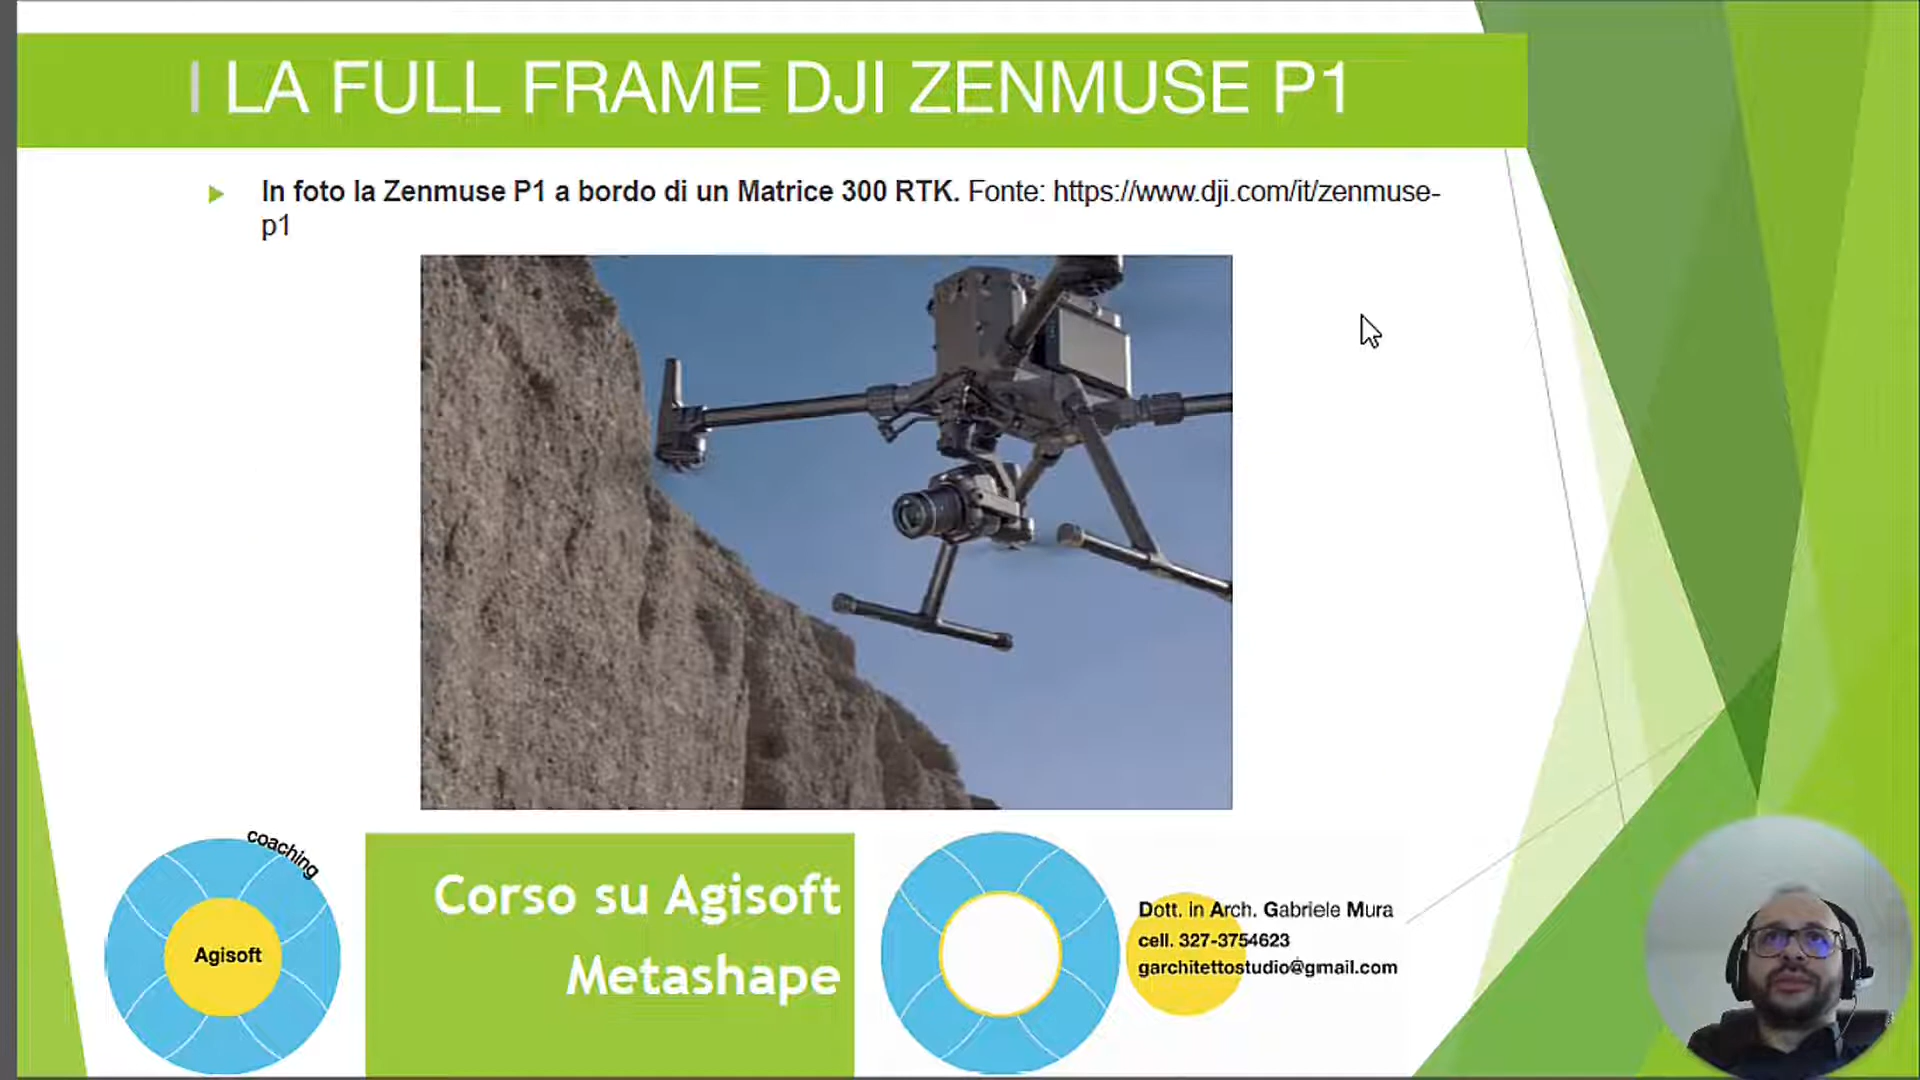 LA FULL FRAME DJI ZENMUSE P1
In foto la Zenmuse P1 a bordo di un Matrice 300 RTK. Fonte: https://www.dji.com/it/zenmuse-
p1
coaching
Agisoft
Corso su Agisoft
Metashape
Dott. in Arch. Gabriele Mura
cell. 327-3754623
garchitettostudio@gmail.com